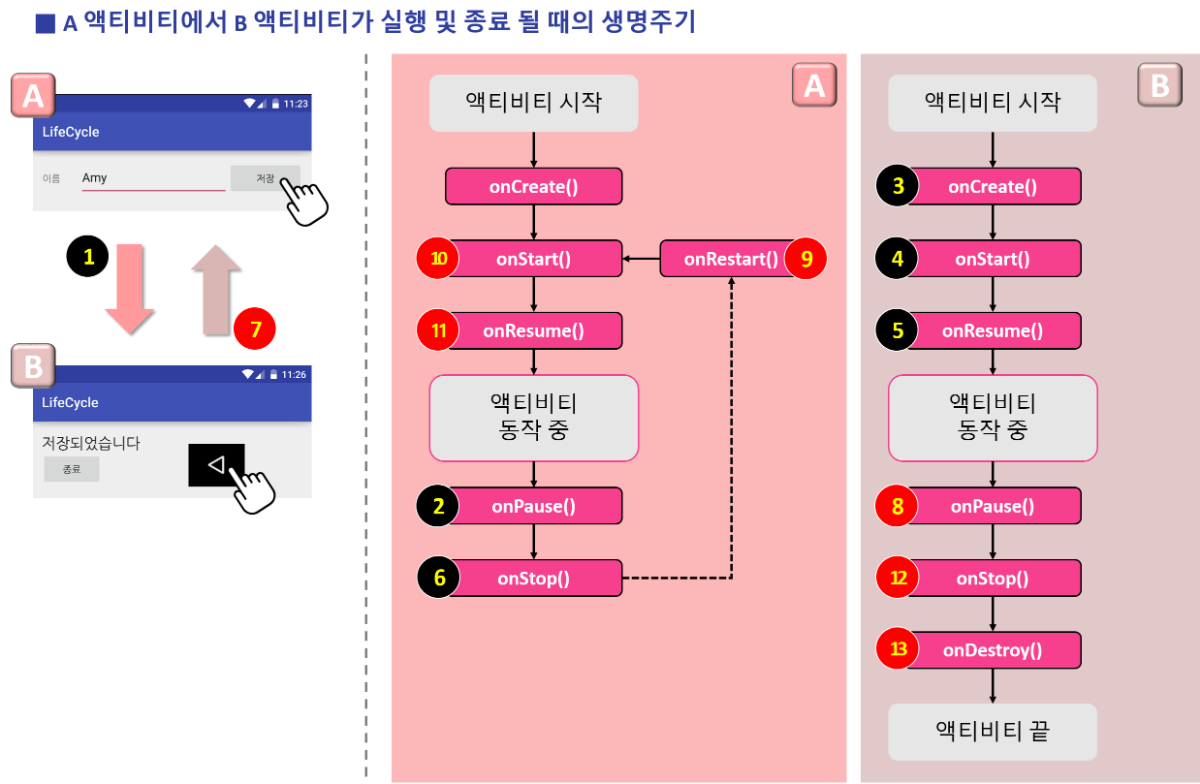 A 액티비티에서 B 액티비티가 실행 및 종료 될 때의 생명주기
A
11:23
LifeCycle
이름
Amy
저장
1
7
B
11:26
LifeCycle
저장되었습니다
종료
A
액티비티 시작
onCreate()
10
onStart()
onRestart()
9
11
onResume()
액티비티
동작 중
2
onPause()
6
onStop()
B
액티비티 시작
3
onCreate()
4
onStart()
5
onResume()
액티비티
동작 중
8
onPause()
12
onStop()
13
onDestroy()
액티비티 끝